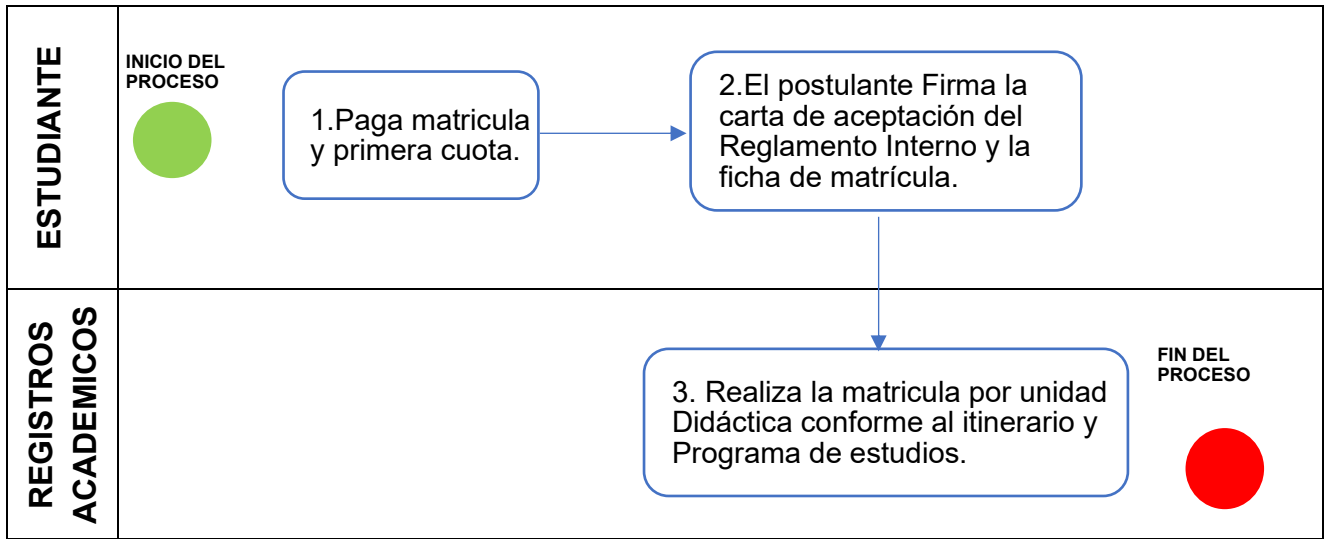 ESTUDIANTE
INICIO DEL
PROCESO
1.Paga matricula
y primera cuota.
2.El postulante Firma la
carta de aceptación del
Reglamento Interno y la
ficha de matrícula.
REGISTROS
ACADEMICOS
3. Realiza la matricula por unidad
Didáctica conforme al itinerario y
Programa de estudios.
FIN DEL
PROCESO